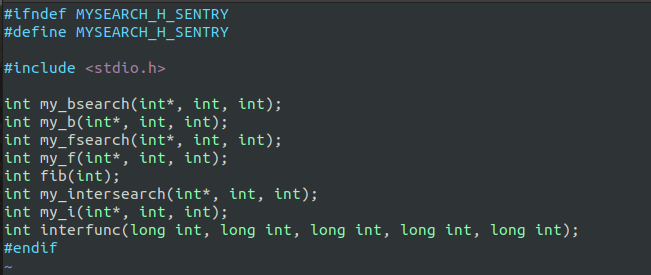 #ifndef MYSEARCH_H_SENTRY
#define MYSEARCH_H_SENTRY

#include <stdio.h>

int my_bsearch(int*, int, int);
int my_b(int*, int, int);
int my_fsearch(int*, int, int);
int my_f(int*, int, int);
int fib(int);
int my_intersearch(int*, int, int);
int my_i(int*, int, int);
int interfunc(long int, long int, long int, long int, long int);
#endif
~